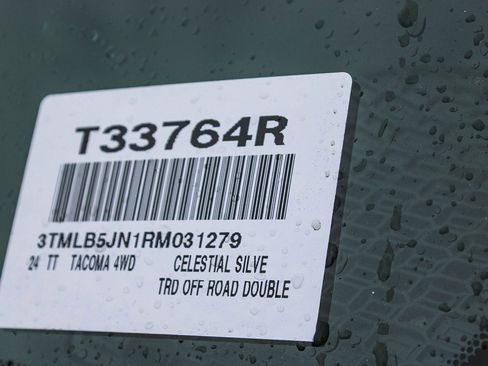 T33764R
3TMLB5JN1RM031279
24 TT TACOMA 4WD CELESTIAL SILVE
TRD OFF ROAD DOUBLE